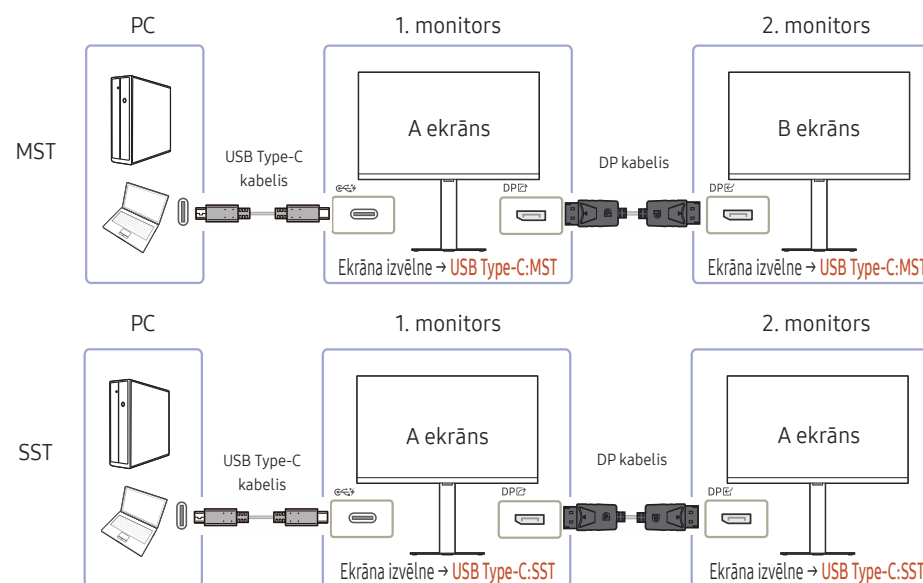 PC
1. monitors
2. monitors
MST
USB Type-C
kabelis
A ekrāns
DP
DP kabelis
DP
B ekrāns
Ekrāna izvēlne → USB Type-C:MST
Ekrāna izvēlne → USB Type-C:MST
PC
1. monitors
2. monitors
SST
USB Type-C
kabelis
A ekrāns
DP
DP kabelis
DP
A ekrāns
Ekrāna izvēlne → USB Type-C:SST
Ekrāna izvēlne → USB Type-C:SST